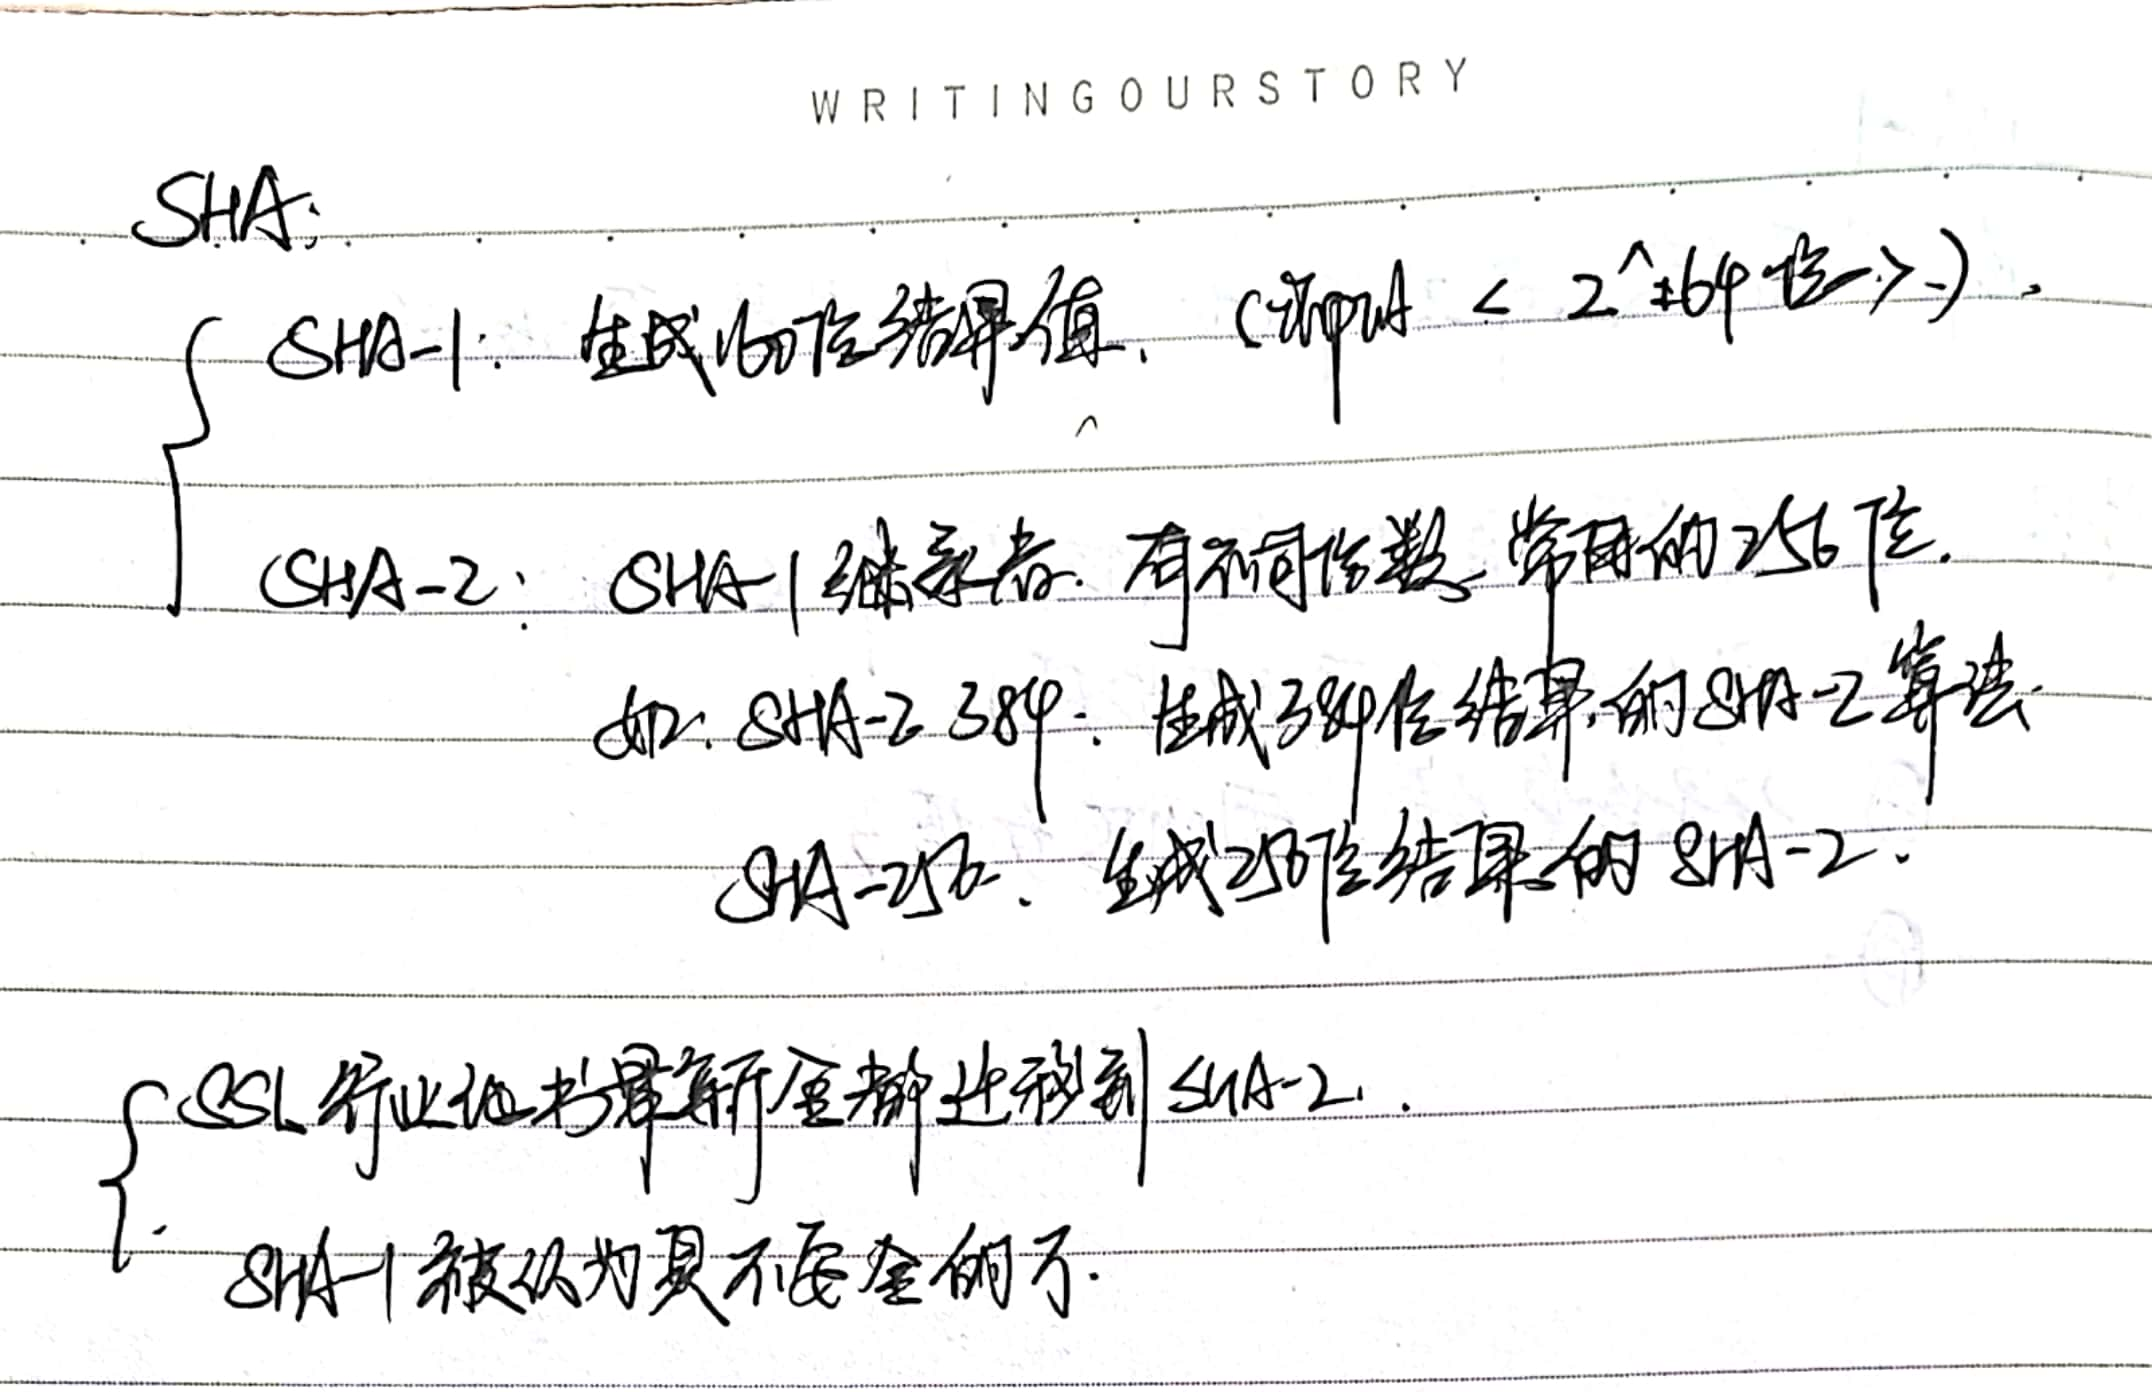 WRITINGOURSTORY
SHA:
SHA-1: 生成160位结果值. (input < 2^64位)
SHA-2: SHA-1继承者. 有不同位数 常用的256位.
如: SHA-2 384: 生成384位结果的SHA-2算法.
SHA-256. 生成256位结果的SHA-2.
SSL行业 书最新全都迁移到SHA-2.
SHA-1被认为是不安全的了.